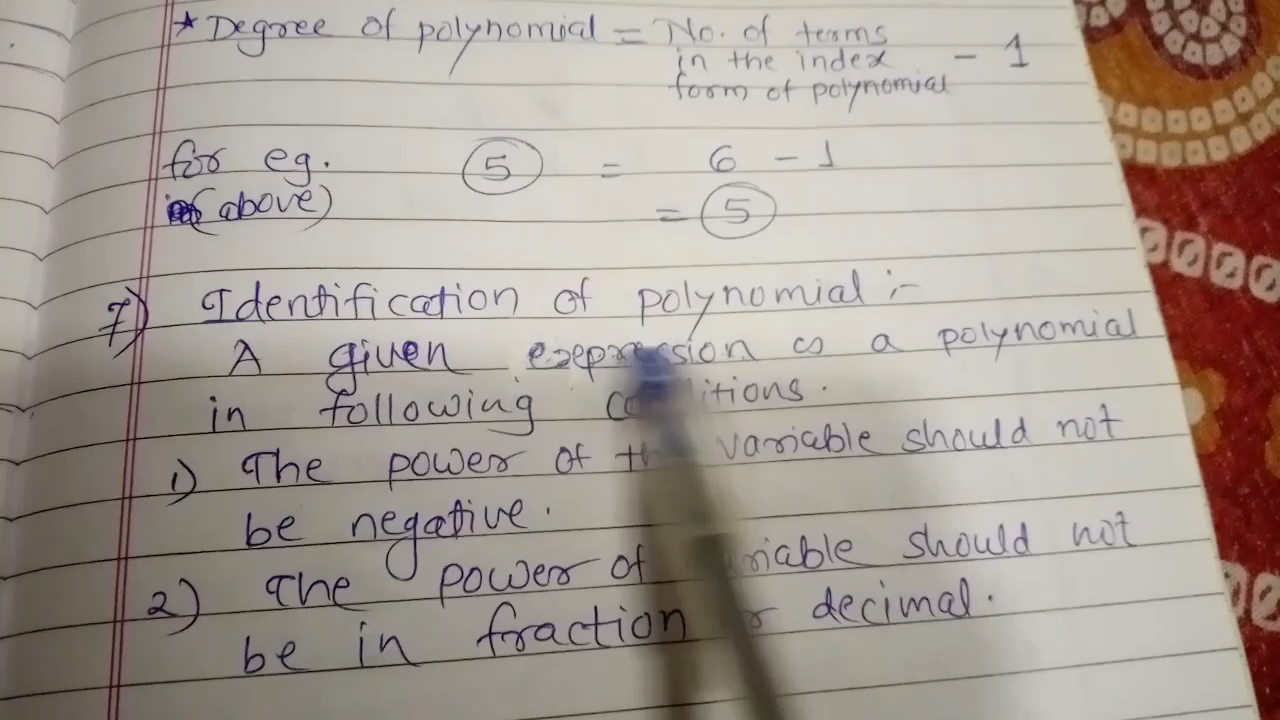 * Degree of polynomial = No. of terms
in the index - 1
form of polynomial
for eg. 5 = 6 - 1
(above) = 5
7) Identification of polynomial :-
A given is a polynomial
in following
1) The power of variable should not
be negative.
2) The power of should not
be in fraction decimal.